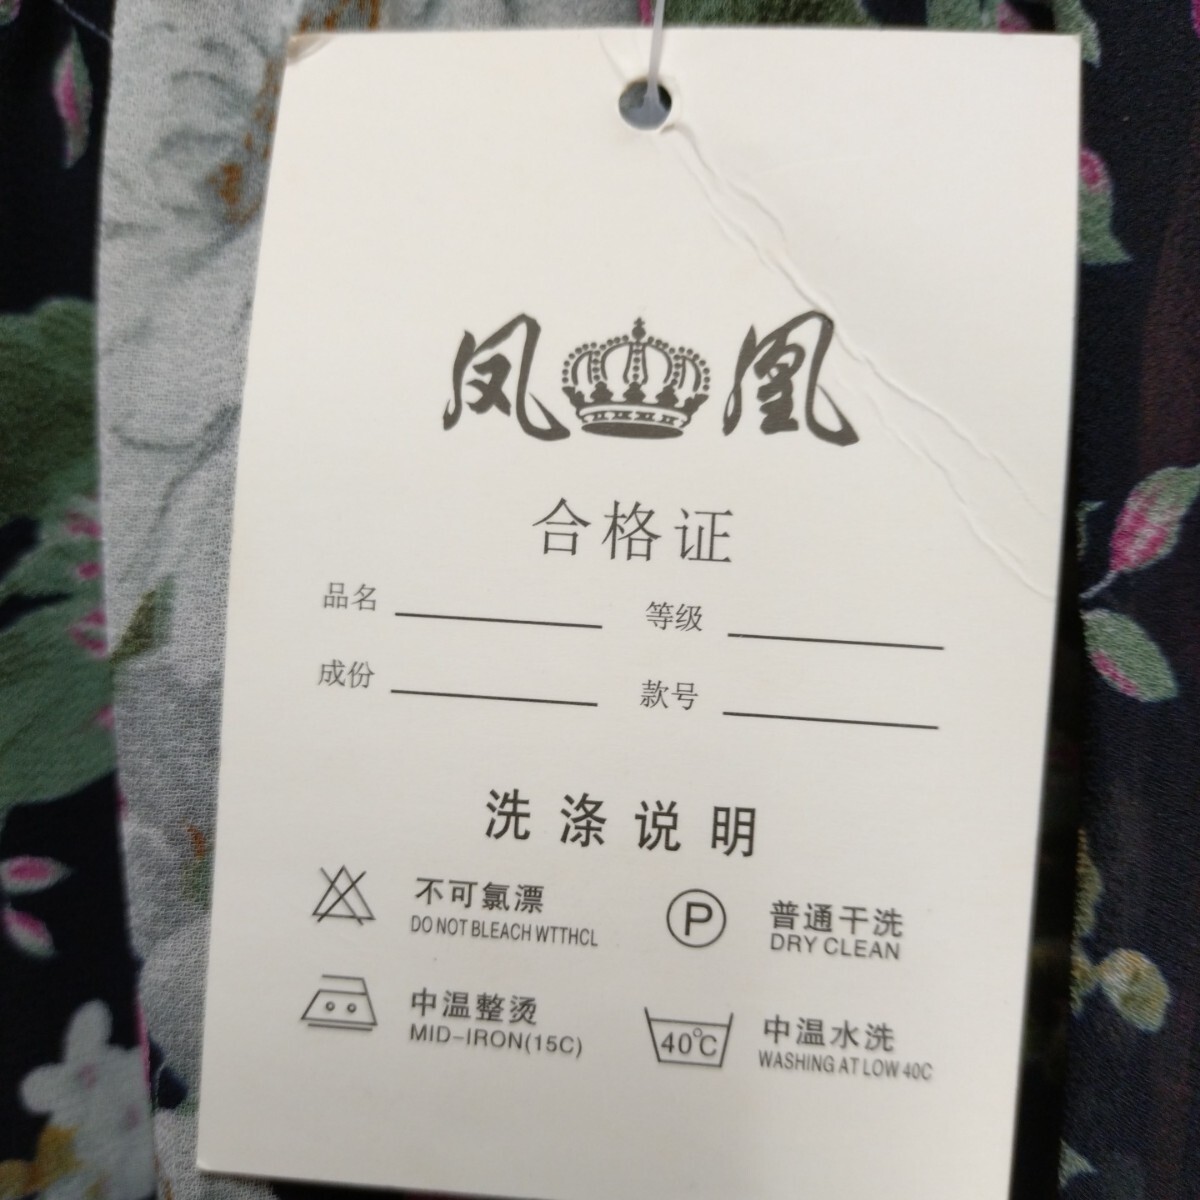 凤凰
合格证
品名 等级
成份 款号
洗涤说明
不可氯漂
DO NOT BLEACH WTTHCL
P
普通干洗
DRY CLEAN
中温整烫
MID-IRON(15C)
40℃
中温水洗
WASHING AT LOW 40C